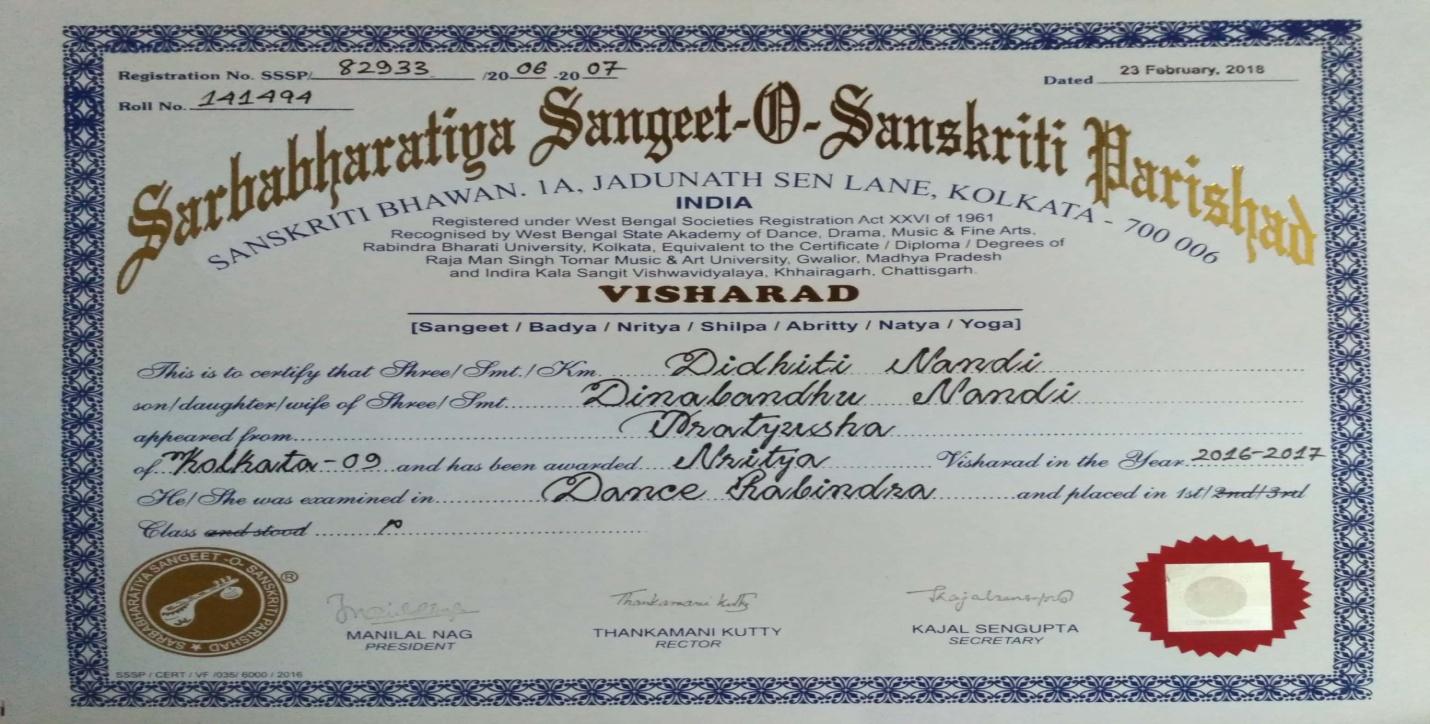 Registration No. SSSP/ 82933 /20 06 -20 07
Dated 23 February, 2018
Roll No. 141494
Sarbabharatiya Sangeet-O-Sanskriti Parishad
SANSKRITI BHAWAN. 1A, JADUNATH SEN LANE, KOLKATA - 700 006
INDIA
Registered under West Bengal Societies Registration Act XXVI of 1961
Recognised by West Bengal State Akademy of Dance, Drama, Music & Fine Arts,
Rabindra Bharati University, Kolkata, Equivalent to the Certificate / Diploma / Degrees of
Raja Man Singh Tomar Music & Art University, Gwalior, Madhya Pradesh
and Indira Kala Sangit Vishwavidyalaya, Khhairagarh, Chattisgarh.
VISHARAD
[Sangeet / Badya / Nritya / Shilpa / Abritty / Natya / Yoga]
This is to certify that Shree/ Smt./ Km. Didhiti Nandi
son/daughter/wife of Shree/ Smt. Dinabandhu Nandi
appeared from Pratyusha
of Kolkata-09 and has been awarded Nritya Visharad in the Year 2016-2017
He/ She was examined in Dance Rabindra and placed in 1st/ 2nd/ 3rd
Class and stood
SARBABHARATIYA SANGEET -O- SANSKRITI PARISHAD
®
Thankamani Kutty
MANILAL NAG
PRESIDENT
THANKAMANI KUTTY
RECTOR
KAJAL SENGUPTA
SECRETARY
SSSP / CERT / VF /035/ 6000 / 2016